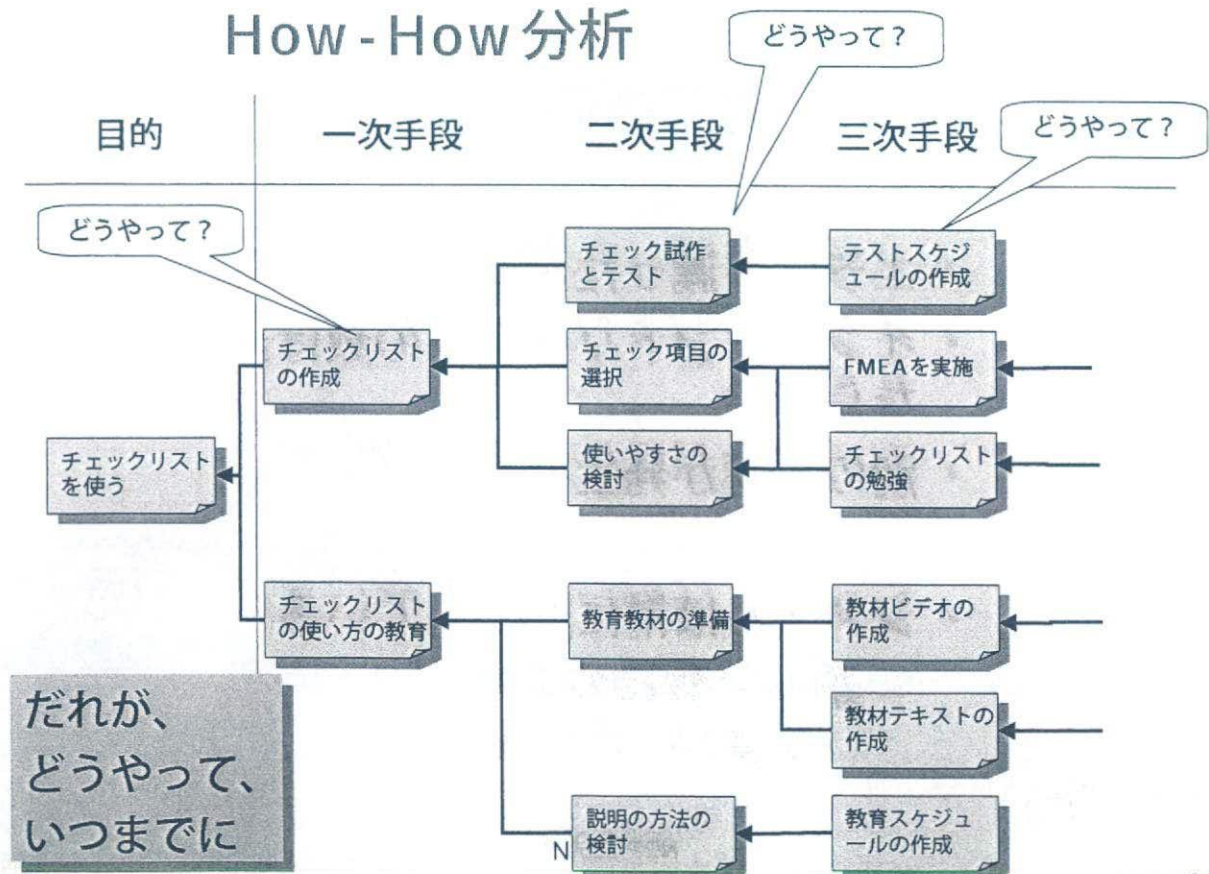 How-How 分析
どうやって？
目的
一次手段
二次手段
三次手段
どうやって？
どうやって？
チェック試作
とテスト
テストスケジ
ュールの作成
チェックリスト
の作成
チェック項目の
選択
FMEAを実施
チェックリスト
を使う
使いやすさの
検討
チェックリスト
の勉強
チェックリスト
の使い方の教育
教育教材の準備
教材ビデオの
作成
教材テキストの
作成
だれが、
どうやって、
いつまでに
N
説明の方法の
検討
教育スケジュ
ールの作成